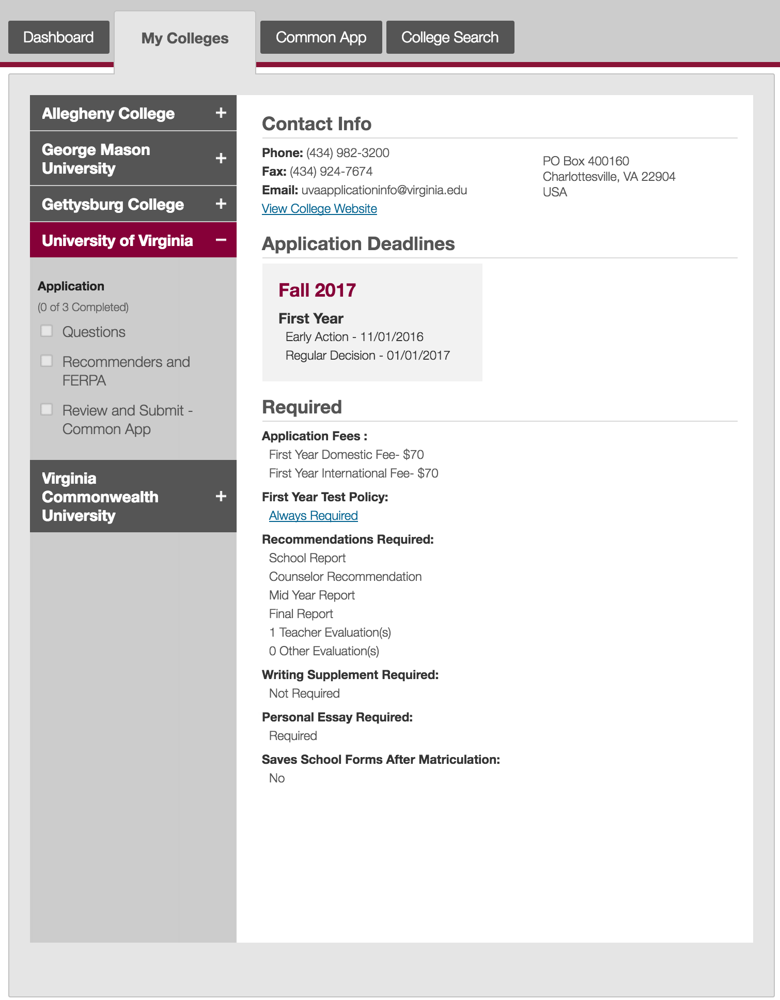 Dashboard
My Colleges
Common App
College Search
Allegheny College +
George Mason
University +
Gettysburg College +
University of Virginia −
Application
(0 of 3 Completed)
Questions
Recommenders and
FERPA
Review and Submit -
Common App
Virginia
Commonwealth +
University
Contact Info
Phone: (434) 982-3200
Fax: (434) 924-7674
Email: uvaapplicationinfo@virginia.edu
View College Website
PO Box 400160
Charlottesville, VA 22904
USA
Application Deadlines
Fall 2017
First Year
Early Action - 11/01/2016
Regular Decision - 01/01/2017
Required
Application Fees :
First Year Domestic Fee- $70
First Year International Fee- $70
First Year Test Policy:
Always Required
Recommendations Required:
School Report
Counselor Recommendation
Mid Year Report
Final Report
1 Teacher Evaluation(s)
0 Other Evaluation(s)
Writing Supplement Required:
Not Required
Personal Essay Required:
Required
Saves School Forms After Matriculation:
No